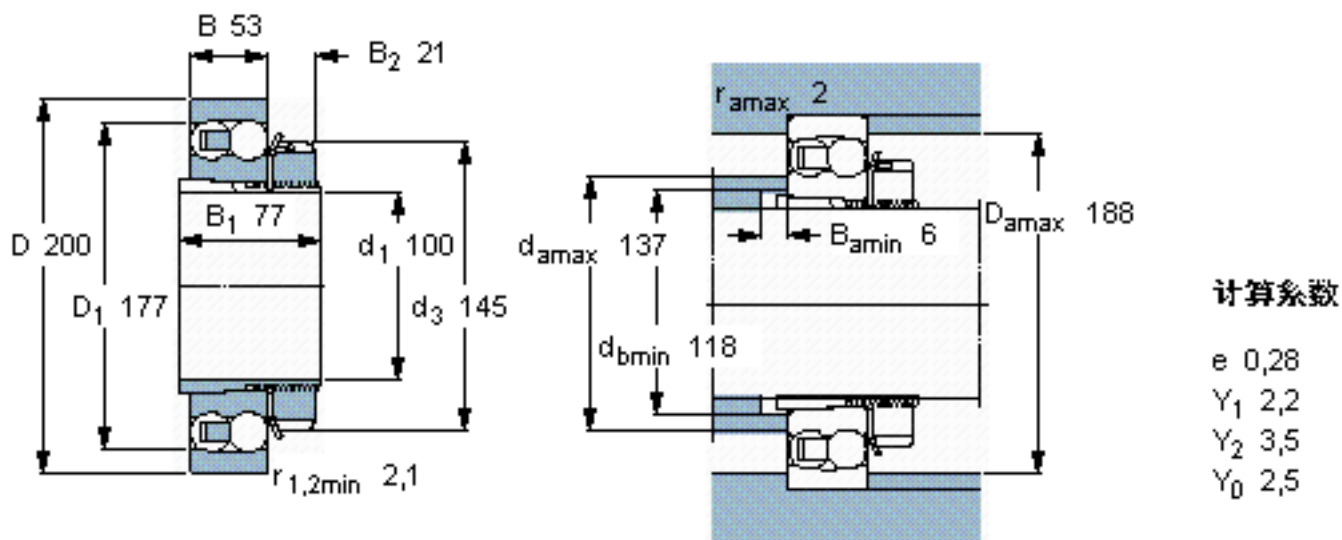 B 53
B2 21
D 200
D1 177
B1 77
d1 100
d3 145
r1,2min 2,1
ramax 2
damax 137
dbmin 118
Bamin 6
Damax 188
计算系数
e 0,28
Y1 2,2
Y2 3,5
Y0 2,5